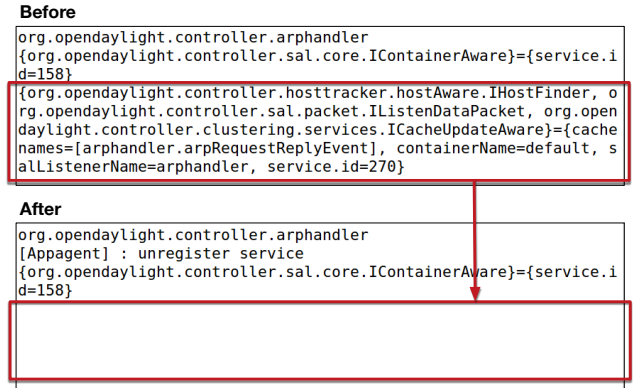 Before
org.opendaylight.controller.arphandler
{org.opendaylight.controller.sal.core.IContainerAware}={service.i
d=158}
{org.opendaylight.controller.hosttracker.hostAware.IHostFinder, o
rg.opendaylight.controller.sal.packet.IListenDataPacket, org.open
daylight.controller.clustering.services.ICacheUpdateAware}={cache
names=[arphandler.arpRequestReplyEvent], containerName=default, s
alListenerName=arphandler, service.id=270}
After
org.opendaylight.controller.arphandler
[Appagent] : unregister service
{org.opendaylight.controller.sal.core.IContainerAware}={service.i
d=158}